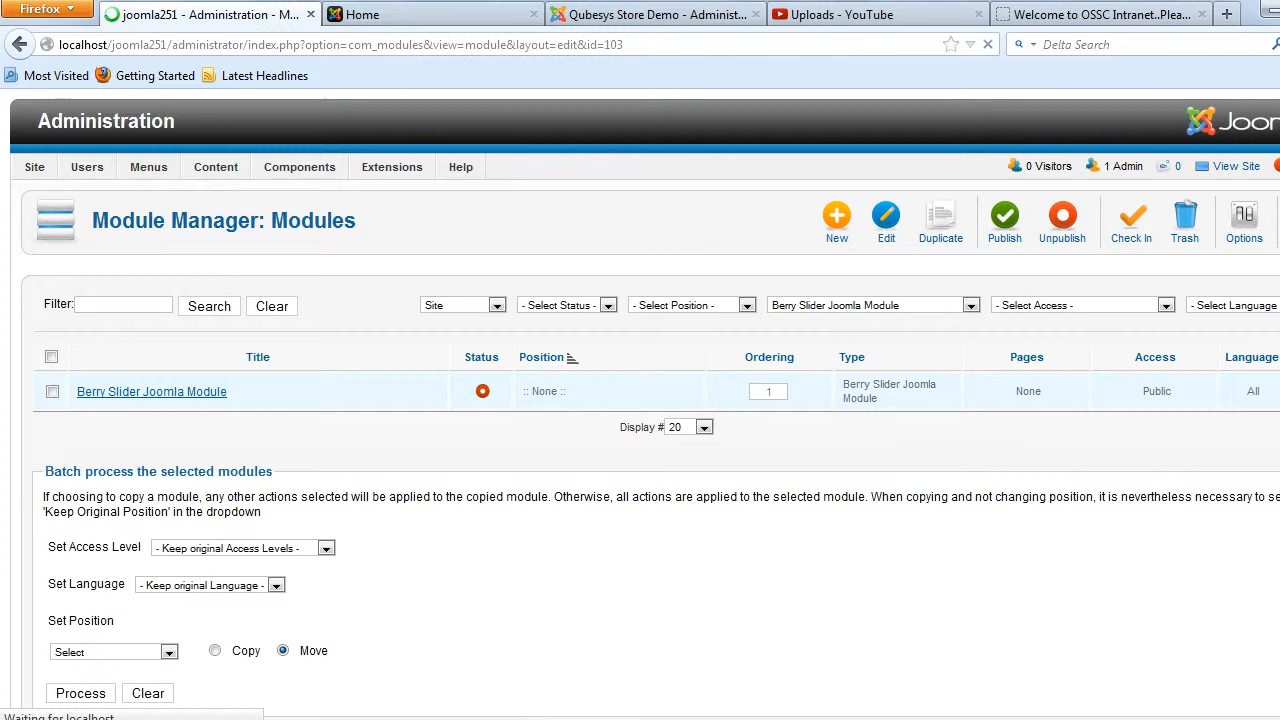 Firefox
joomla251 - Administration - M...
Home
Qubesys Store Demo - Administ...
Uploads - YouTube
Welcome to OSSC Intranet..Plea...
localhost/joomla251/administrator/index.php?option=com_modules&view=module&layout=edit&id=103
Delta Search
Most Visited
Getting Started
Latest Headlines
Administration
Joom
Site
Users
Menus
Content
Components
Extensions
Help
0 Visitors
1 Admin
0
View Site
Module Manager: Modules
New
Edit
Duplicate
Publish
Unpublish
Check In
Trash
Options
Filter:
Search
Clear
Site
- Select Status -
- Select Position -
Berry Slider Joomla Module
- Select Access -
- Select Language
Title
Status
Position
Ordering
Type
Pages
Access
Language
Berry Slider Joomla Module
:: None ::
1
Berry Slider Joomla
Module
None
Public
All
Display #
20
Batch process the selected modules
If choosing to copy a module, any other actions selected will be applied to the copied module. Otherwise, all actions are applied to the selected module. When copying and not changing position, it is nevertheless necessary to se
'Keep Original Position' in the dropdown
Set Access Level
- Keep original Access Levels -
Set Language
- Keep original Language -
Set Position
Select
Copy
Move
Process
Clear
Waiting for localhost